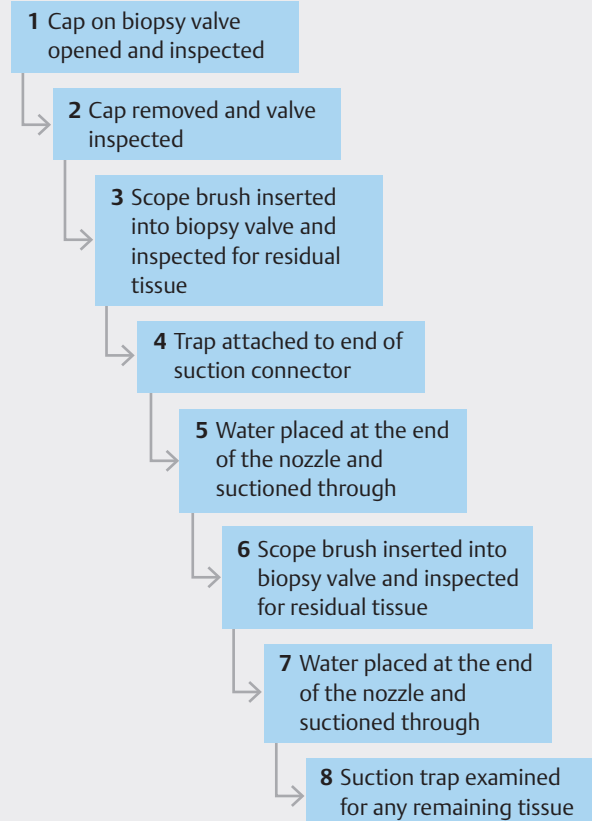 1 Cap on biopsy valve
opened and inspected
2 Cap removed and valve
inspected
3 Scope brush inserted
into biopsy valve and
inspected for residual
tissue
4 Trap attached to end of
suction connector
5 Water placed at the end
of the nozzle and
suctioned through
6 Scope brush inserted into
biopsy valve and inspected
for residual tissue
7 Water placed at the end
of the nozzle and
suctioned through
8 Suction trap examined
for any remaining tissue